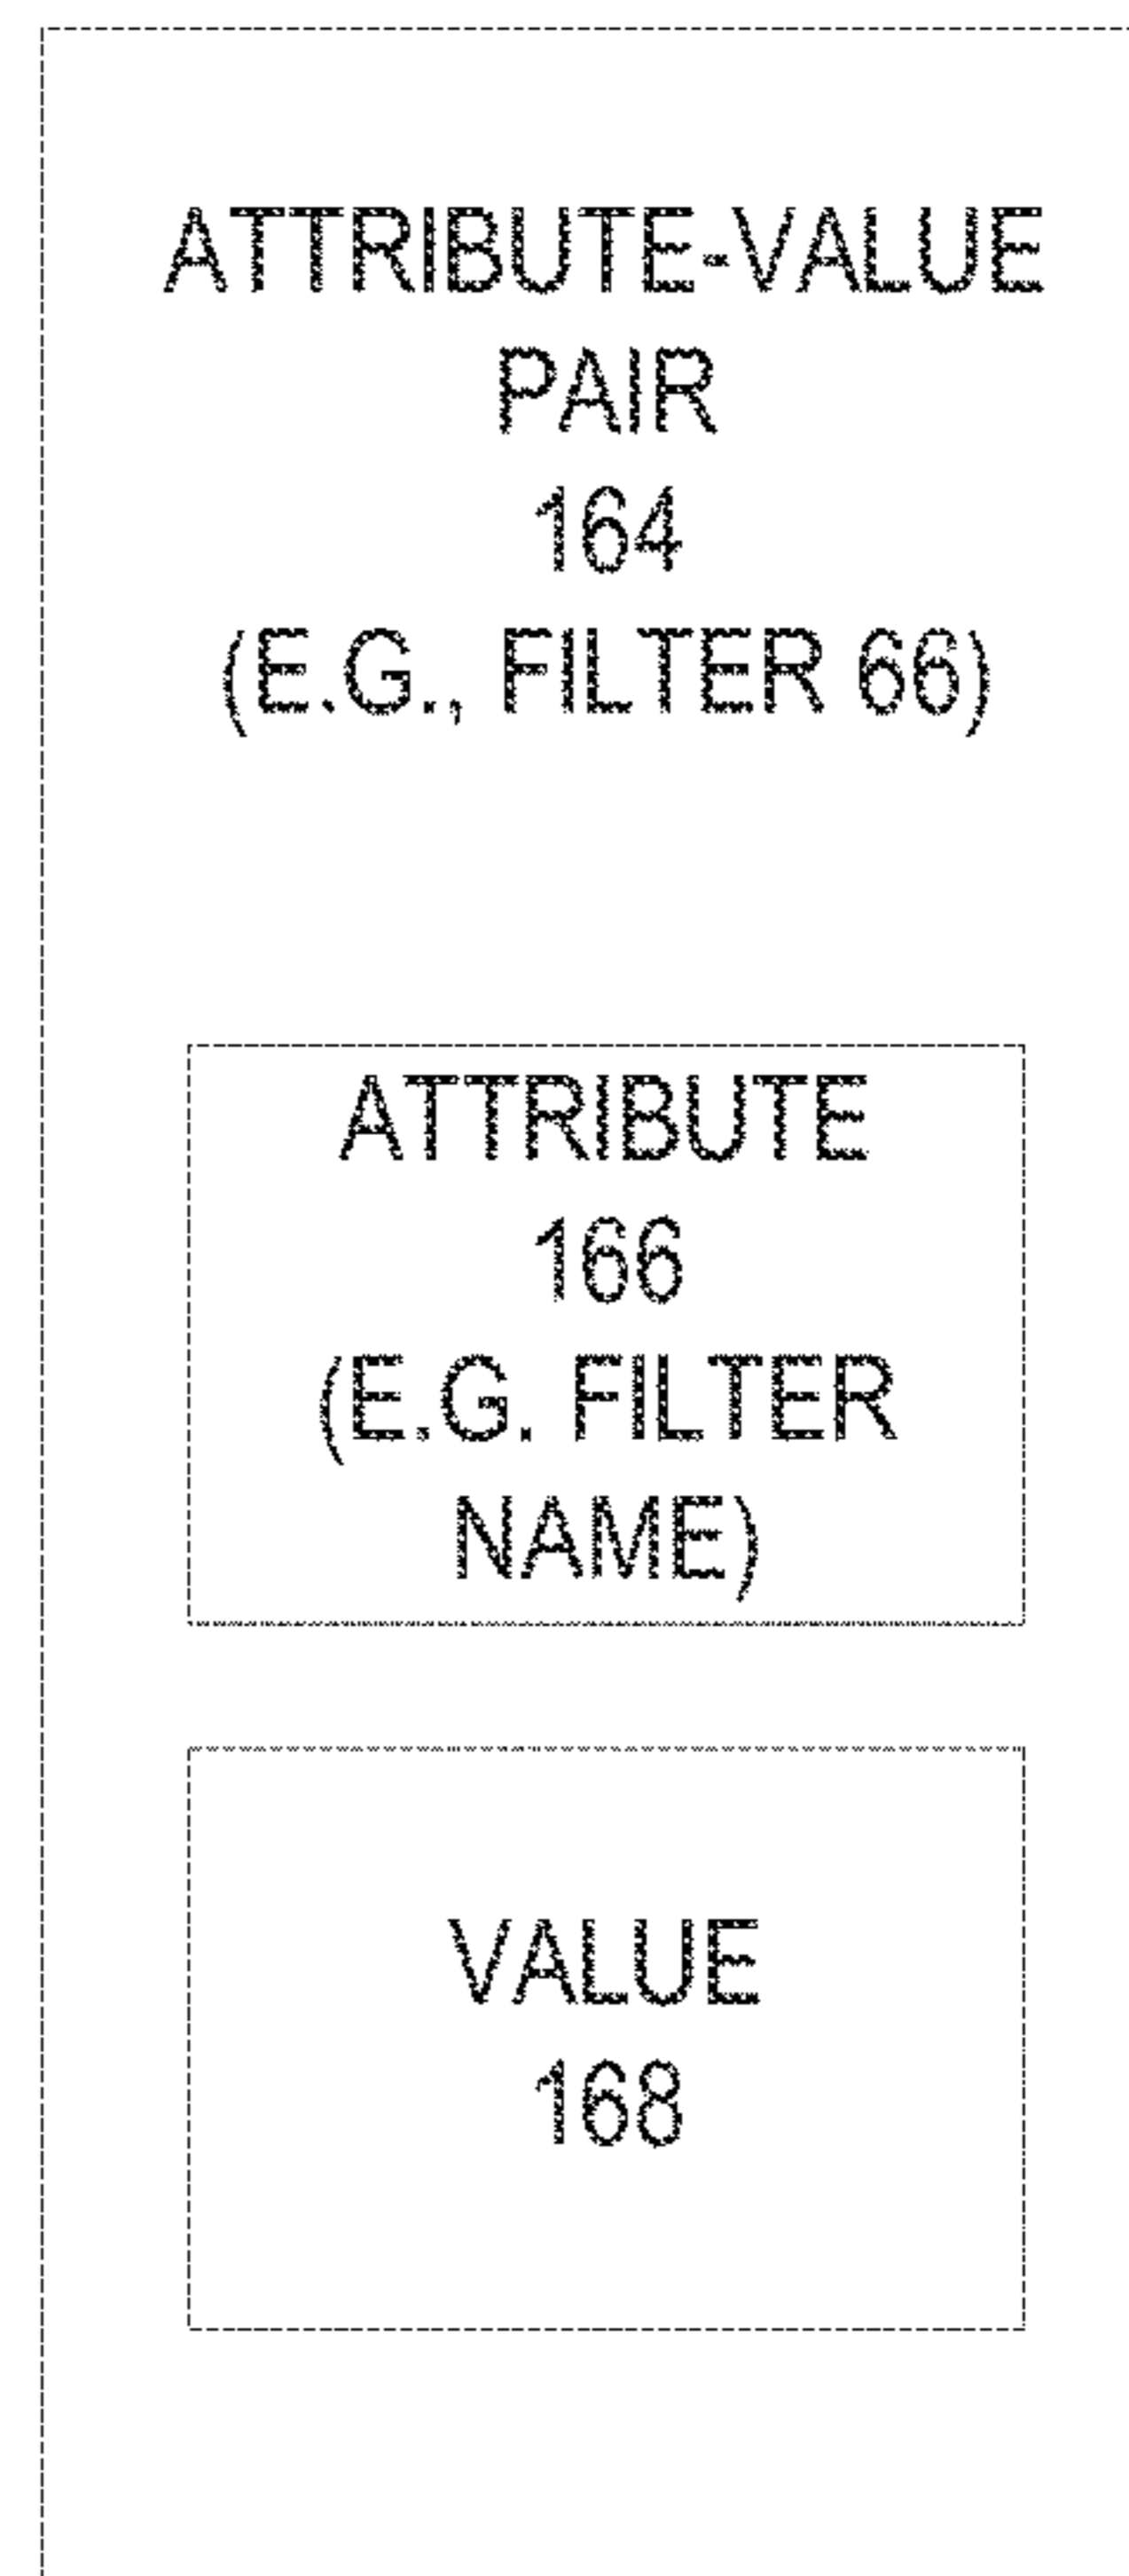 ATTRIBUTE-VALUE
PAIR
164
(E.G., FILTER 66)
ATTRIBUTE
166
(E.G. FILTER
NAME)
VALUE
168